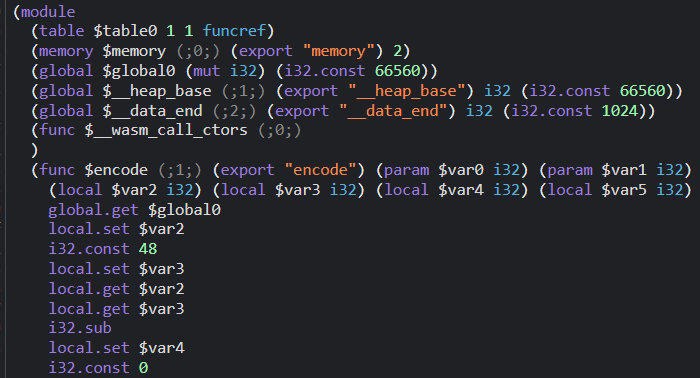 (module
(table $table0 1 1 funcref)
(memory $memory (;0;) (export "memory") 2)
(global $global0 (mut i32) (i32.const 66560))
(global $__heap_base (;1;) (export "__heap_base") i32 (i32.const 66560))
(global $__data_end (;2;) (export "__data_end") i32 (i32.const 1024))
(func $__wasm_call_ctors (;0;)
)
(func $encode (;1;) (export "encode") (param $var0 i32) (param $var1 i32)
(local $var2 i32) (local $var3 i32) (local $var4 i32) (local $var5 i32)
global.get $global0
local.set $var2
i32.const 48
local.set $var3
local.get $var2
local.get $var3
i32.sub
local.set $var4
i32.const 0